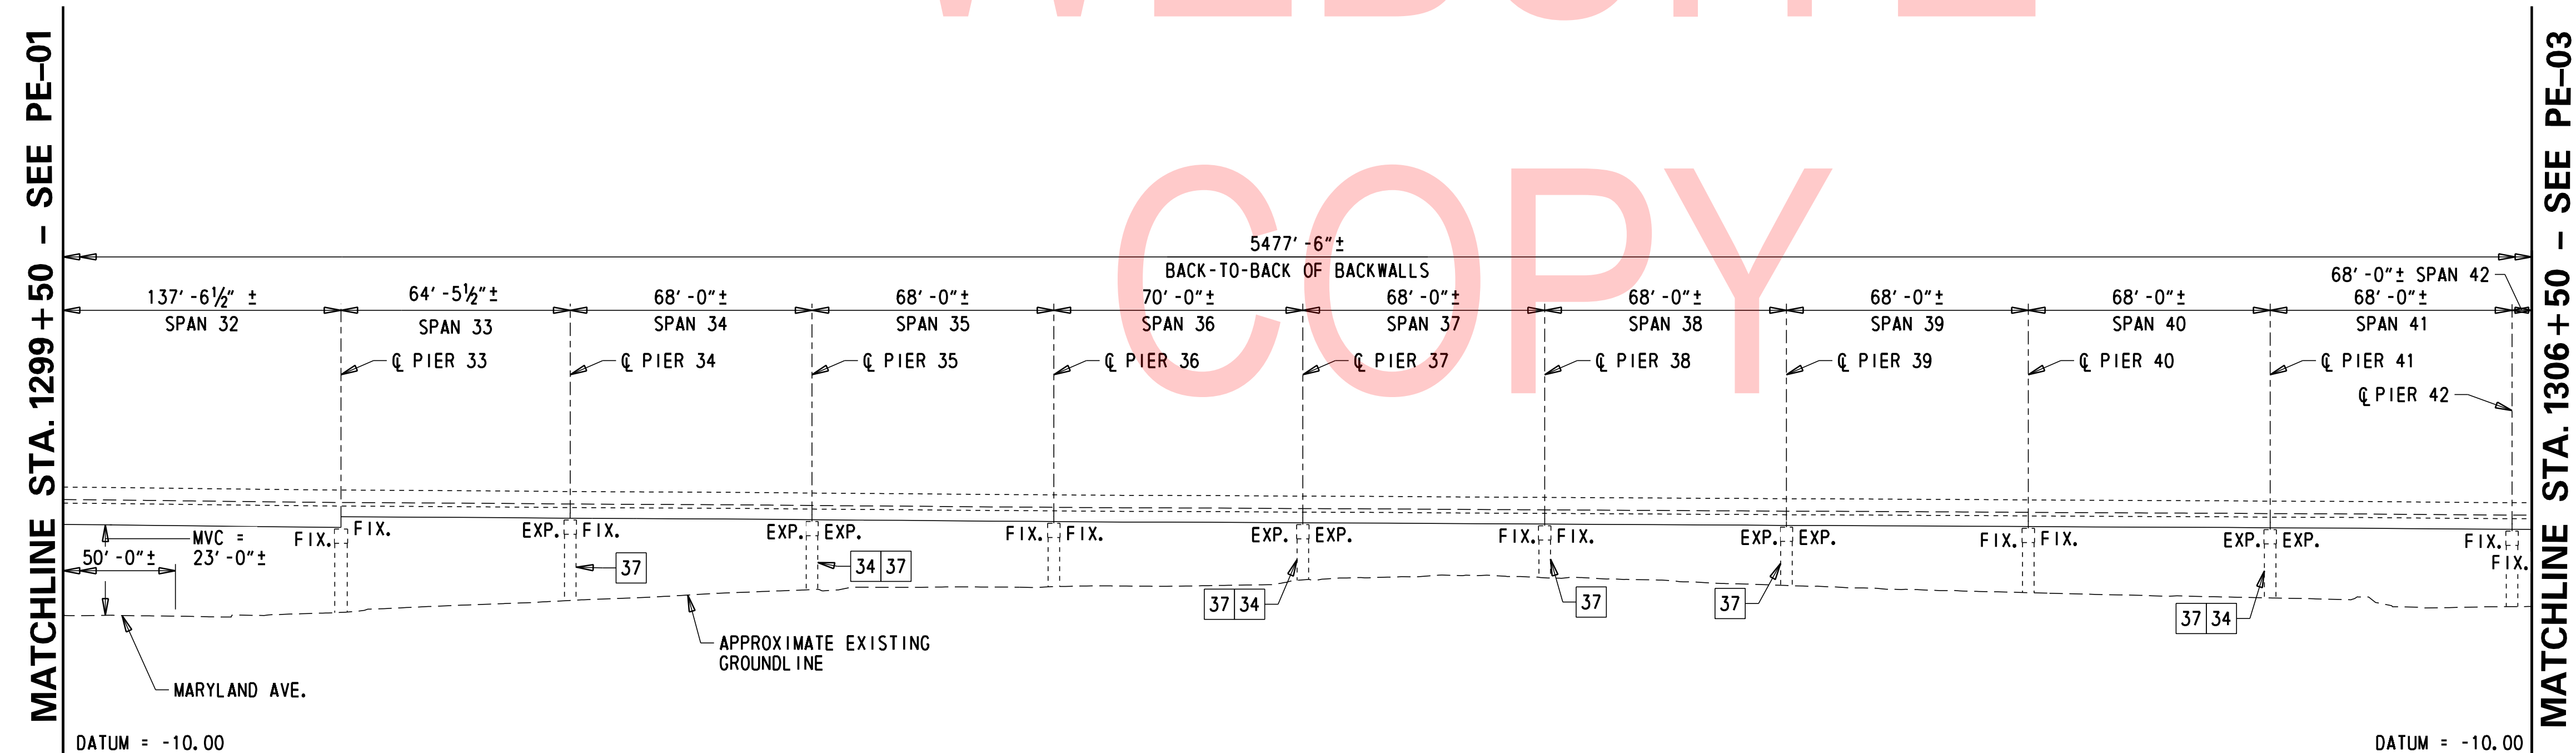 WEBSITE
COPY
MATCHLINE STA. 1299+50 - SEE PE-01
MATCHLINE STA. 1306+50 - SEE PE-03
5477'-6"±
BACK-TO-BACK OF BACKWALLS
68'-0"± SPAN 42
137'-6½" ±
SPAN 32
64'-5½"±
SPAN 33
68'-0"±
SPAN 34
68'-0"±
SPAN 35
70'-0"±
SPAN 36
68'-0"±
SPAN 37
68'-0"±
SPAN 38
68'-0"±
SPAN 39
68'-0"±
SPAN 40
68'-0"±
SPAN 41
℄ PIER 33
℄ PIER 34
℄ PIER 35
℄ PIER 36
℄ PIER 37
℄ PIER 38
℄ PIER 39
℄ PIER 40
℄ PIER 41
℄ PIER 42
MVC =
23'-0"±
50'-0"±
FIX. FIX.
EXP. FIX.
EXP. EXP.
FIX. FIX.
EXP. EXP.
FIX. FIX.
EXP. EXP.
FIX. FIX.
EXP. EXP.
FIX.
FIX.
37
34 37
37 34
37
37
37 34
APPROXIMATE EXISTING
GROUNDLINE
MARYLAND AVE.
DATUM = -10.00
DATUM = -10.00